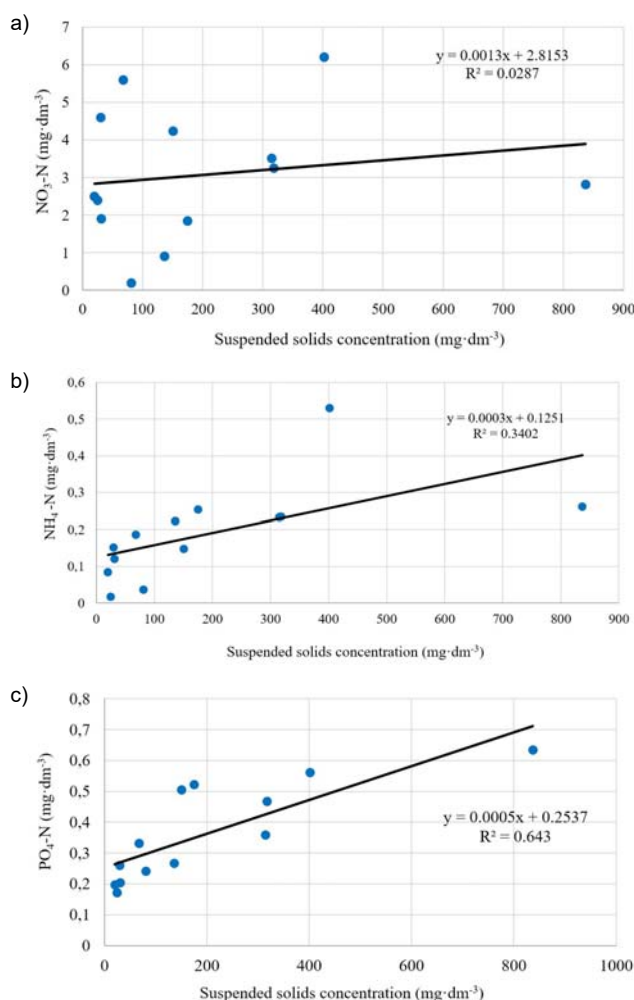 a)
7
6
5
4
3
2
1
0
NO₃-N (mg·dm⁻³)
y = 0.0013x + 2.8153
R² = 0.0287
0 100 200 300 400 500 600 700 800 900
Suspended solids concentration (mg·dm⁻³)
b)
0,6
0,5
0,4
0,3
0,2
0,1
0
NH₄-N (mg·dm⁻³)
y = 0.0003x + 0.1251
R² = 0.3402
0 100 200 300 400 500 600 700 800 900
Suspended solids concentration (mg·dm⁻³)
c)
0,8
0,7
0,6
0,5
0,4
0,3
0,2
0,1
0
PO₄-N (mg·dm⁻³)
y = 0.0005x + 0.2537
R² = 0.643
0 200 400 600 800 1000
Suspended solids concentration (mg·dm⁻³)